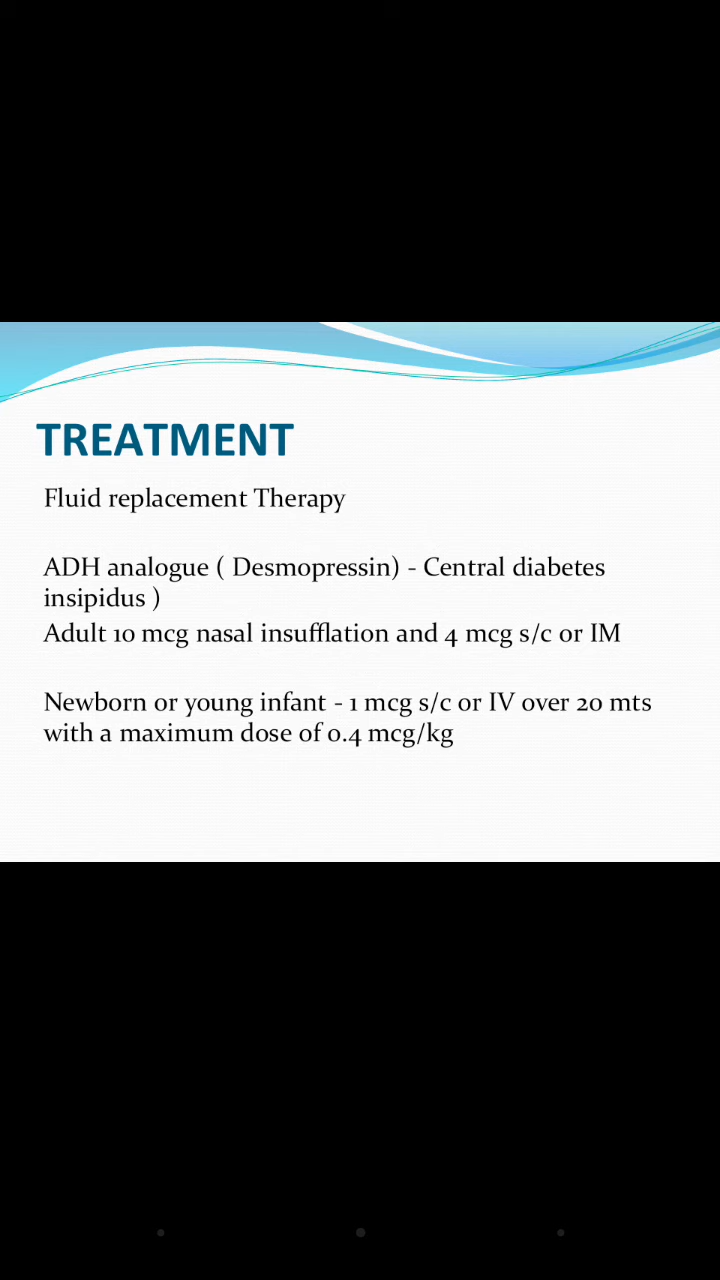 TREATMENT
Fluid replacement Therapy
ADH analogue ( Desmopressin) - Central diabetes
insipidus )
Adult 10 mcg nasal insufflation and 4 mcg s/c or IM
Newborn or young infant - 1 mcg s/c or IV over 20 mts
with a maximum dose of 0.4 mcg/kg